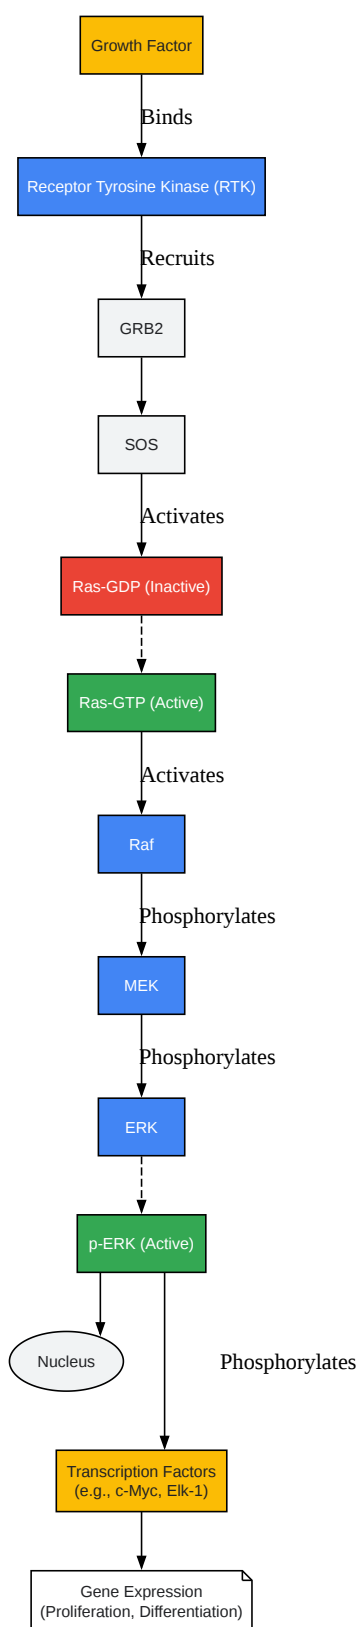 Growth Factor
Binds
Receptor Tyrosine Kinase (RTK)
Recruits
GRB2
SOS
Activates
Ras-GDP (Inactive)
Ras-GTP (Active)
Activates
Raf
Phosphorylates
MEK
Phosphorylates
ERK
p-ERK (Active)
Nucleus
Phosphorylates
Transcription Factors
(e.g., c-Myc, Elk-1)
Gene Expression
(Proliferation, Differentiation)